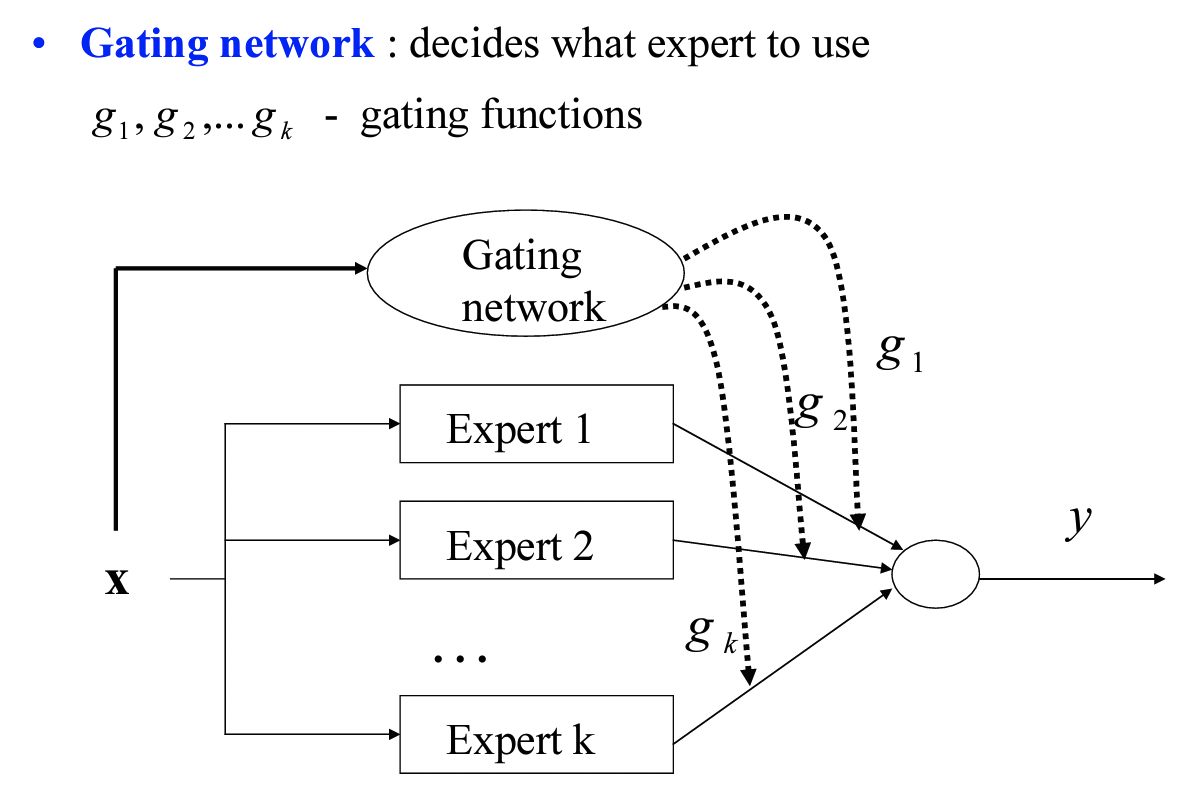 • Gating network : decides what expert to use
g1, g2,... gk - gating functions
Gating
network
g1
Expert 1
g2
Expert 2
y
x
...
gk
Expert k